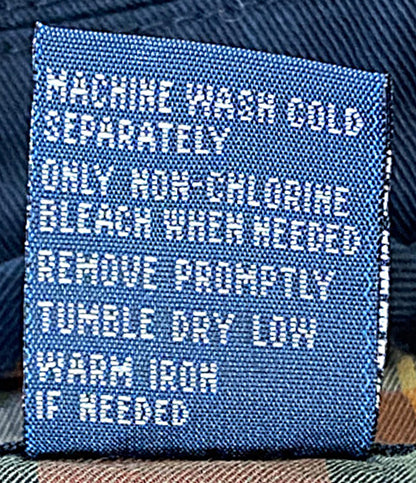 MACHINE WASH COLD
SEPARATELY
ONLY NON-CHLORINE
BLEACH WHEN NEEDED
REMOVE PROMPTLY
TUMBLE DRY LOW
WARM IRON
IF NEEDED